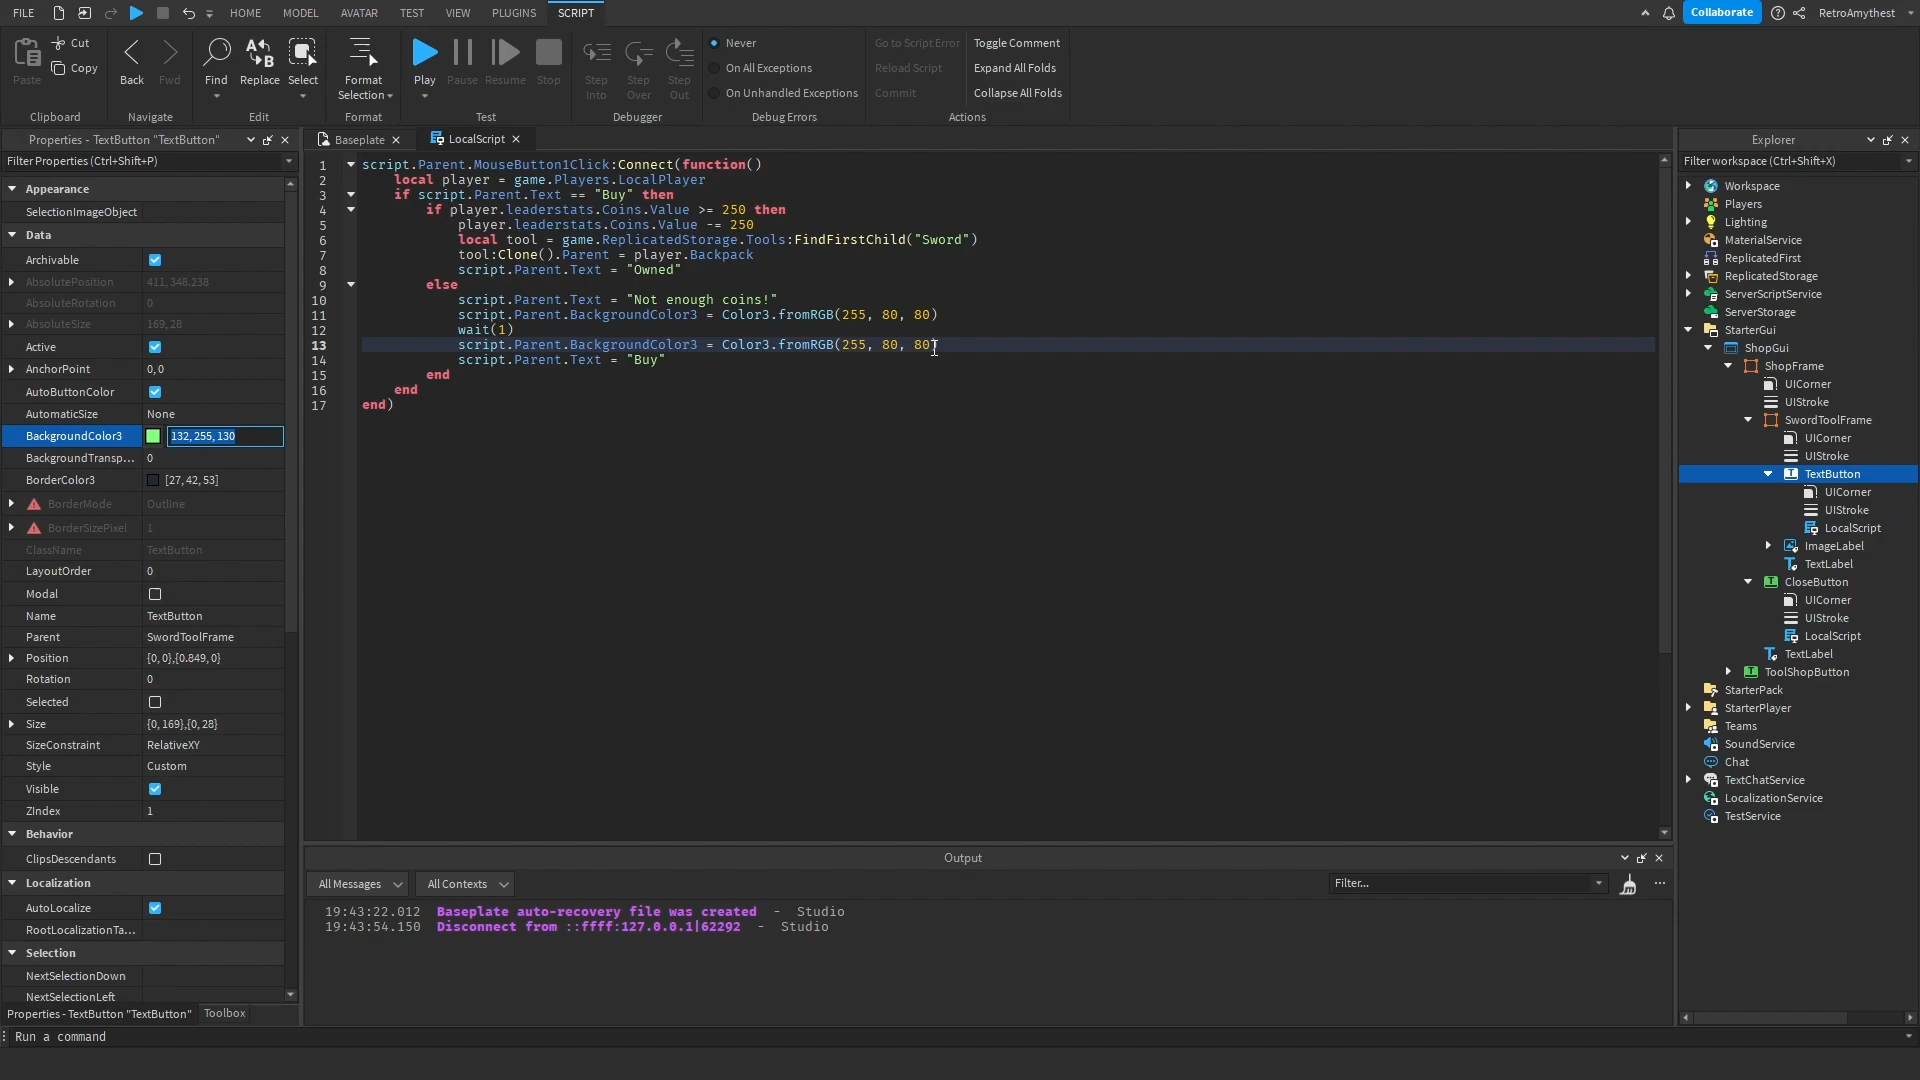 FILE HOME MODEL AVATAR TEST VIEW PLUGINS SCRIPT Collaborate RetroAmythest
Paste Cut Copy
Back Fwd
Find Replace Select
Format Selection
Play Pause Resume Stop
Step Into Step Over Step Out
Never
On All Exceptions
On Unhandled Exceptions
Go to Script Error
Reload Script
Commit
Toggle Comment
Expand All Folds
Collapse All Folds
Clipboard Navigate Edit Format Test Debugger Debug Errors Actions
Properties - TextButton "TextButton"
Filter Properties (Ctrl+Shift+P)
Appearance
SelectionImageObject
Data
Archivable
AbsolutePosition 411, 348.238
AbsoluteRotation 0
AbsoluteSize 169, 28
Active
AnchorPoint 0, 0
AutoButtonColor
AutomaticSize None
BackgroundColor3 132, 255, 130
BackgroundTransp... 0
BorderColor3 [27, 42, 53]
BorderMode Outline
BorderSizePixel 1
ClassName TextButton
LayoutOrder 0
Modal
Name TextButton
Parent SwordToolFrame
Position {0, 0},{0.849, 0}
Rotation 0
Selected
Size {0, 169},{0, 28}
SizeConstraint RelativeXY
Style Custom
Visible
ZIndex 1
Behavior
ClipsDescendants
Localization
AutoLocalize
RootLocalizationTa...
Selection
NextSelectionDown
NextSelectionLeft
Properties - TextButton "TextButton" Toolbox
Run a command
Baseplate LocalScript
1 script.Parent.MouseButton1Click:Connect(function()
2 local player = game.Players.LocalPlayer
3 if script.Parent.Text == "Buy" then
4 if player.leaderstats.Coins.Value >= 250 then
5 player.leaderstats.Coins.Value -= 250
6 local tool = game.ReplicatedStorage.Tools:FindFirstChild("Sword")
7 tool:Clone().Parent = player.Backpack
8 script.Parent.Text = "Owned"
9 else
10 script.Parent.Text = "Not enough coins!"
11 script.Parent.BackgroundColor3 = Color3.fromRGB(255, 80, 80)
12 wait(1)
13 script.Parent.BackgroundColor3 = Color3.fromRGB(255, 80, 80)
14 script.Parent.Text = "Buy"
15 end
16 end
17 end)
Output
All Messages All Contexts Filter...
19:43:22.012 Baseplate auto-recovery file was created - Studio
19:43:54.150 Disconnect from ::ffff:127.0.0.1|62292 - Studio
Explorer
Filter workspace (Ctrl+Shift+X)
Workspace
Players
Lighting
MaterialService
ReplicatedFirst
ReplicatedStorage
ServerScriptService
ServerStorage
StarterGui
ShopGui
ShopFrame
UICorner
UIStroke
SwordToolFrame
UICorner
UIStroke
TextButton
UICorner
UIStroke
LocalScript
ImageLabel
TextLabel
CloseButton
UICorner
UIStroke
LocalScript
TextLabel
ToolShopButton
StarterPack
StarterPlayer
Teams
SoundService
Chat
TextChatService
LocalizationService
TestService